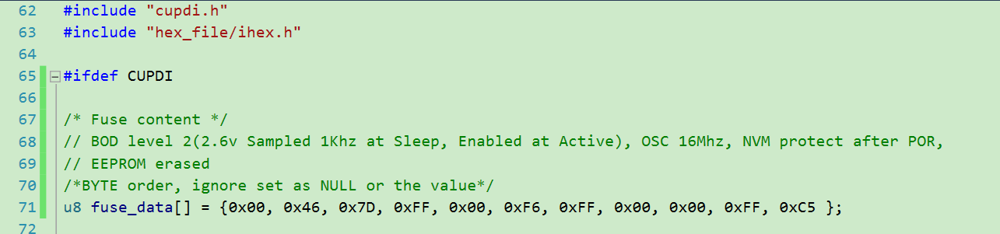 62 #include "cupdi.h"
63 #include "hex_file/ihex.h"
64
65 #ifdef CUPDI
66
67 /* Fuse content */
68 // BOD level 2(2.6v Sampled 1Khz at Sleep, Enabled at Active), OSC 16Mhz, NVM protect after POR,
69 // EEPROM erased
70 /*BYTE order, ignore set as NULL or the value*/
71 u8 fuse_data[] = {0x00, 0x46, 0x7D, 0xFF, 0x00, 0xF6, 0xFF, 0x00, 0x00, 0xFF, 0xC5 };
72